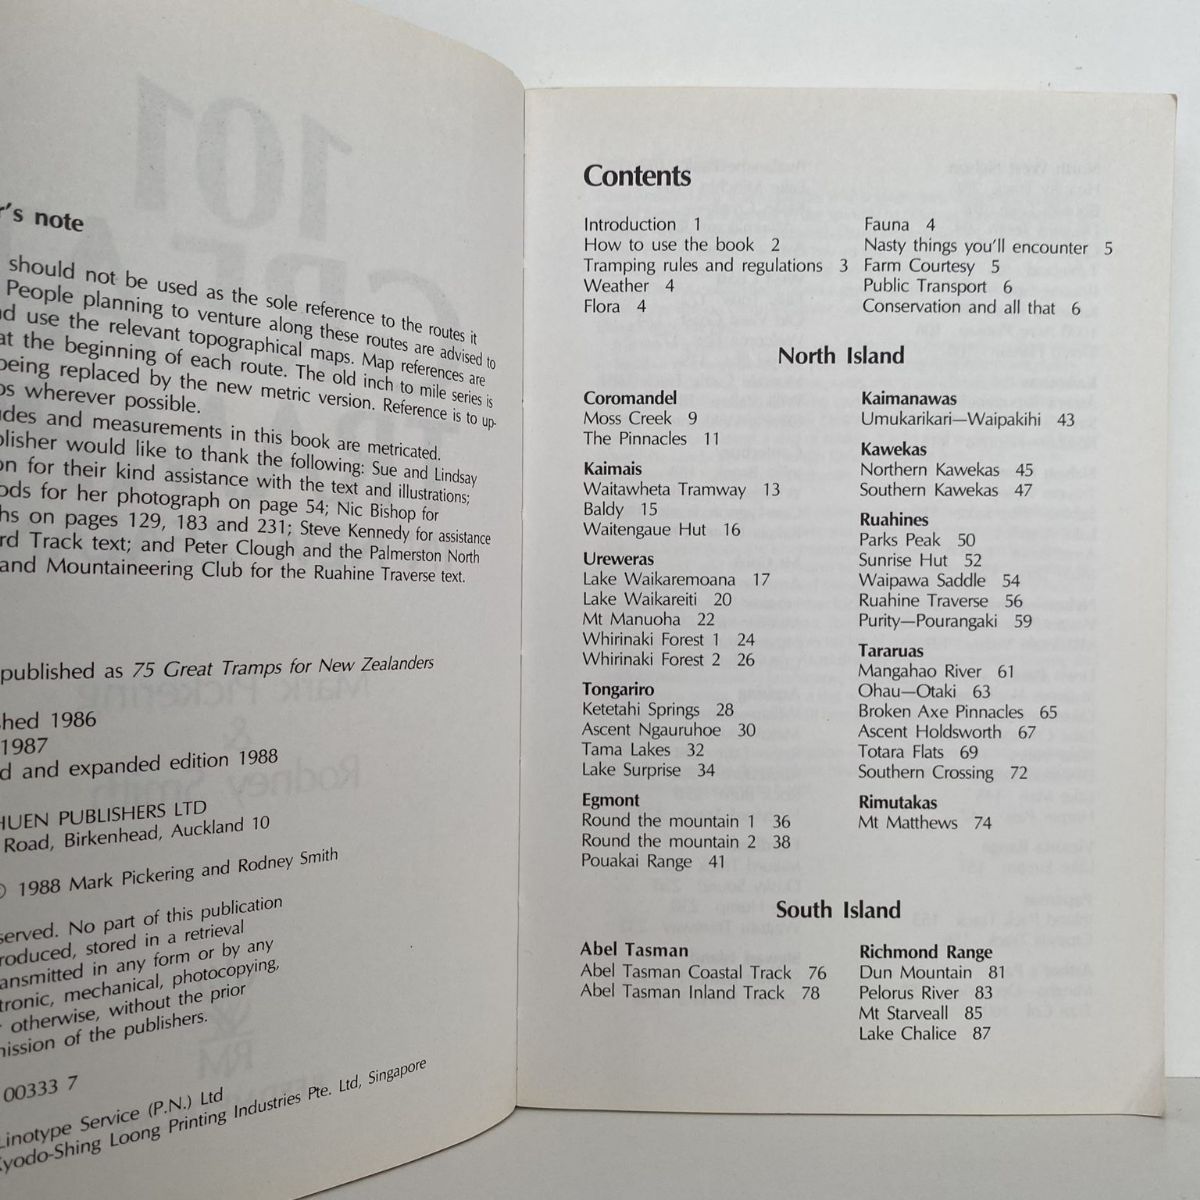 r's note
should not be used as the sole reference to the routes it
People planning to venture along these routes are advised to
use the relevant topographical maps. Map references are
at the beginning of each route. The old inch to mile series is
being replaced by the new metric version. Reference is to up-
wherever possible.
and measurements in this book are metricated.
would like to thank the following: Sue and Lindsay
for their kind assistance with the text and illustrations;
for her photograph on page 54; Nic Bishop for
on pages 129, 183 and 231; Steve Kennedy for assistance
Track text; and Peter Clough and the Palmerston North
and Mountaineering Club for the Ruahine Traverse text.
published as 75 Great Tramps for New Zealanders
1986
1987
and expanded edition 1988
PUBLISHERS LTD
Road, Birkenhead, Auckland 10
© 1988 Mark Pickering and Rodney Smith
No part of this publication
stored in a retrieval
in any form or by any
mechanical, photocopying,
otherwise, without the prior
of the publishers.
00333 7
Linotype Service (P.N.) Ltd
Kyodo-Shing Loong Printing Industries Pte. Ltd, Singapore
Contents
Introduction 1
How to use the book 2
Tramping rules and regulations 3
Weather 4
Flora 4
Fauna 4
Nasty things you'll encounter 5
Farm Courtesy 5
Public Transport 6
Conservation and all that 6
North Island
Coromandel
Moss Creek 9
The Pinnacles 11
Kaimais
Waitawheta Tramway 13
Baldy 15
Waitengaue Hut 16
Ureweras
Lake Waikaremoana 17
Lake Waikareiti 20
Mt Manuoha 22
Whirinaki Forest 1 24
Whirinaki Forest 2 26
Tongariro
Ketetahi Springs 28
Ascent Ngauruhoe 30
Tama Lakes 32
Lake Surprise 34
Egmont
Round the mountain 1 36
Round the mountain 2 38
Pouakai Range 41
Kaimanawas
Umukarikari—Waipakihi 43
Kawekas
Northern Kawekas 45
Southern Kawekas 47
Ruahines
Parks Peak 50
Sunrise Hut 52
Waipawa Saddle 54
Ruahine Traverse 56
Purity—Pourangaki 59
Tararuas
Mangahao River 61
Ohau—Otaki 63
Broken Axe Pinnacles 65
Ascent Holdsworth 67
Totara Flats 69
Southern Crossing 72
Rimutakas
Mt Matthews 74
South Island
Abel Tasman
Abel Tasman Coastal Track 76
Abel Tasman Inland Track 78
Richmond Range
Dun Mountain 81
Pelorus River 83
Mt Starveall 85
Lake Chalice 87